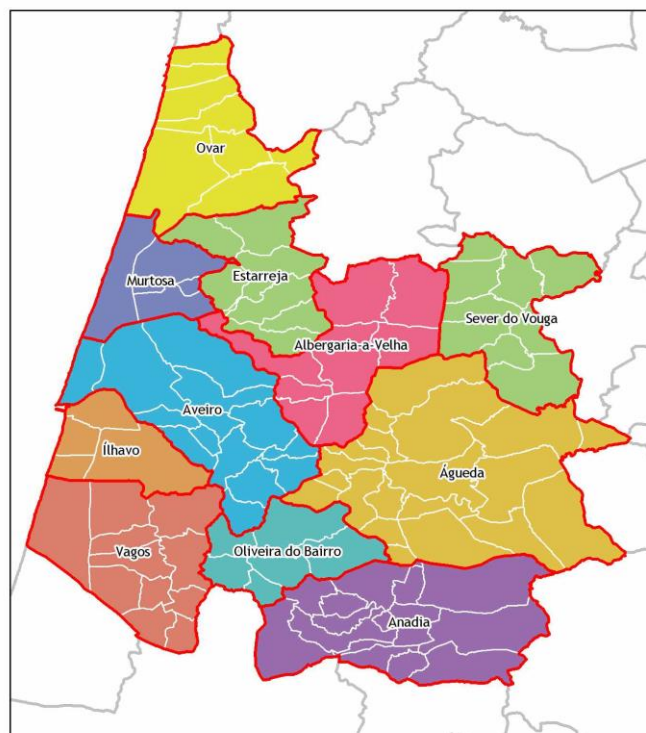 Ovar
Murtosa
Estarreja
Sever do Vouga
Albergaria-a-Velha
Aveiro
Ílhavo
Águeda
Vagos
Oliveira do Bairro
Anadia